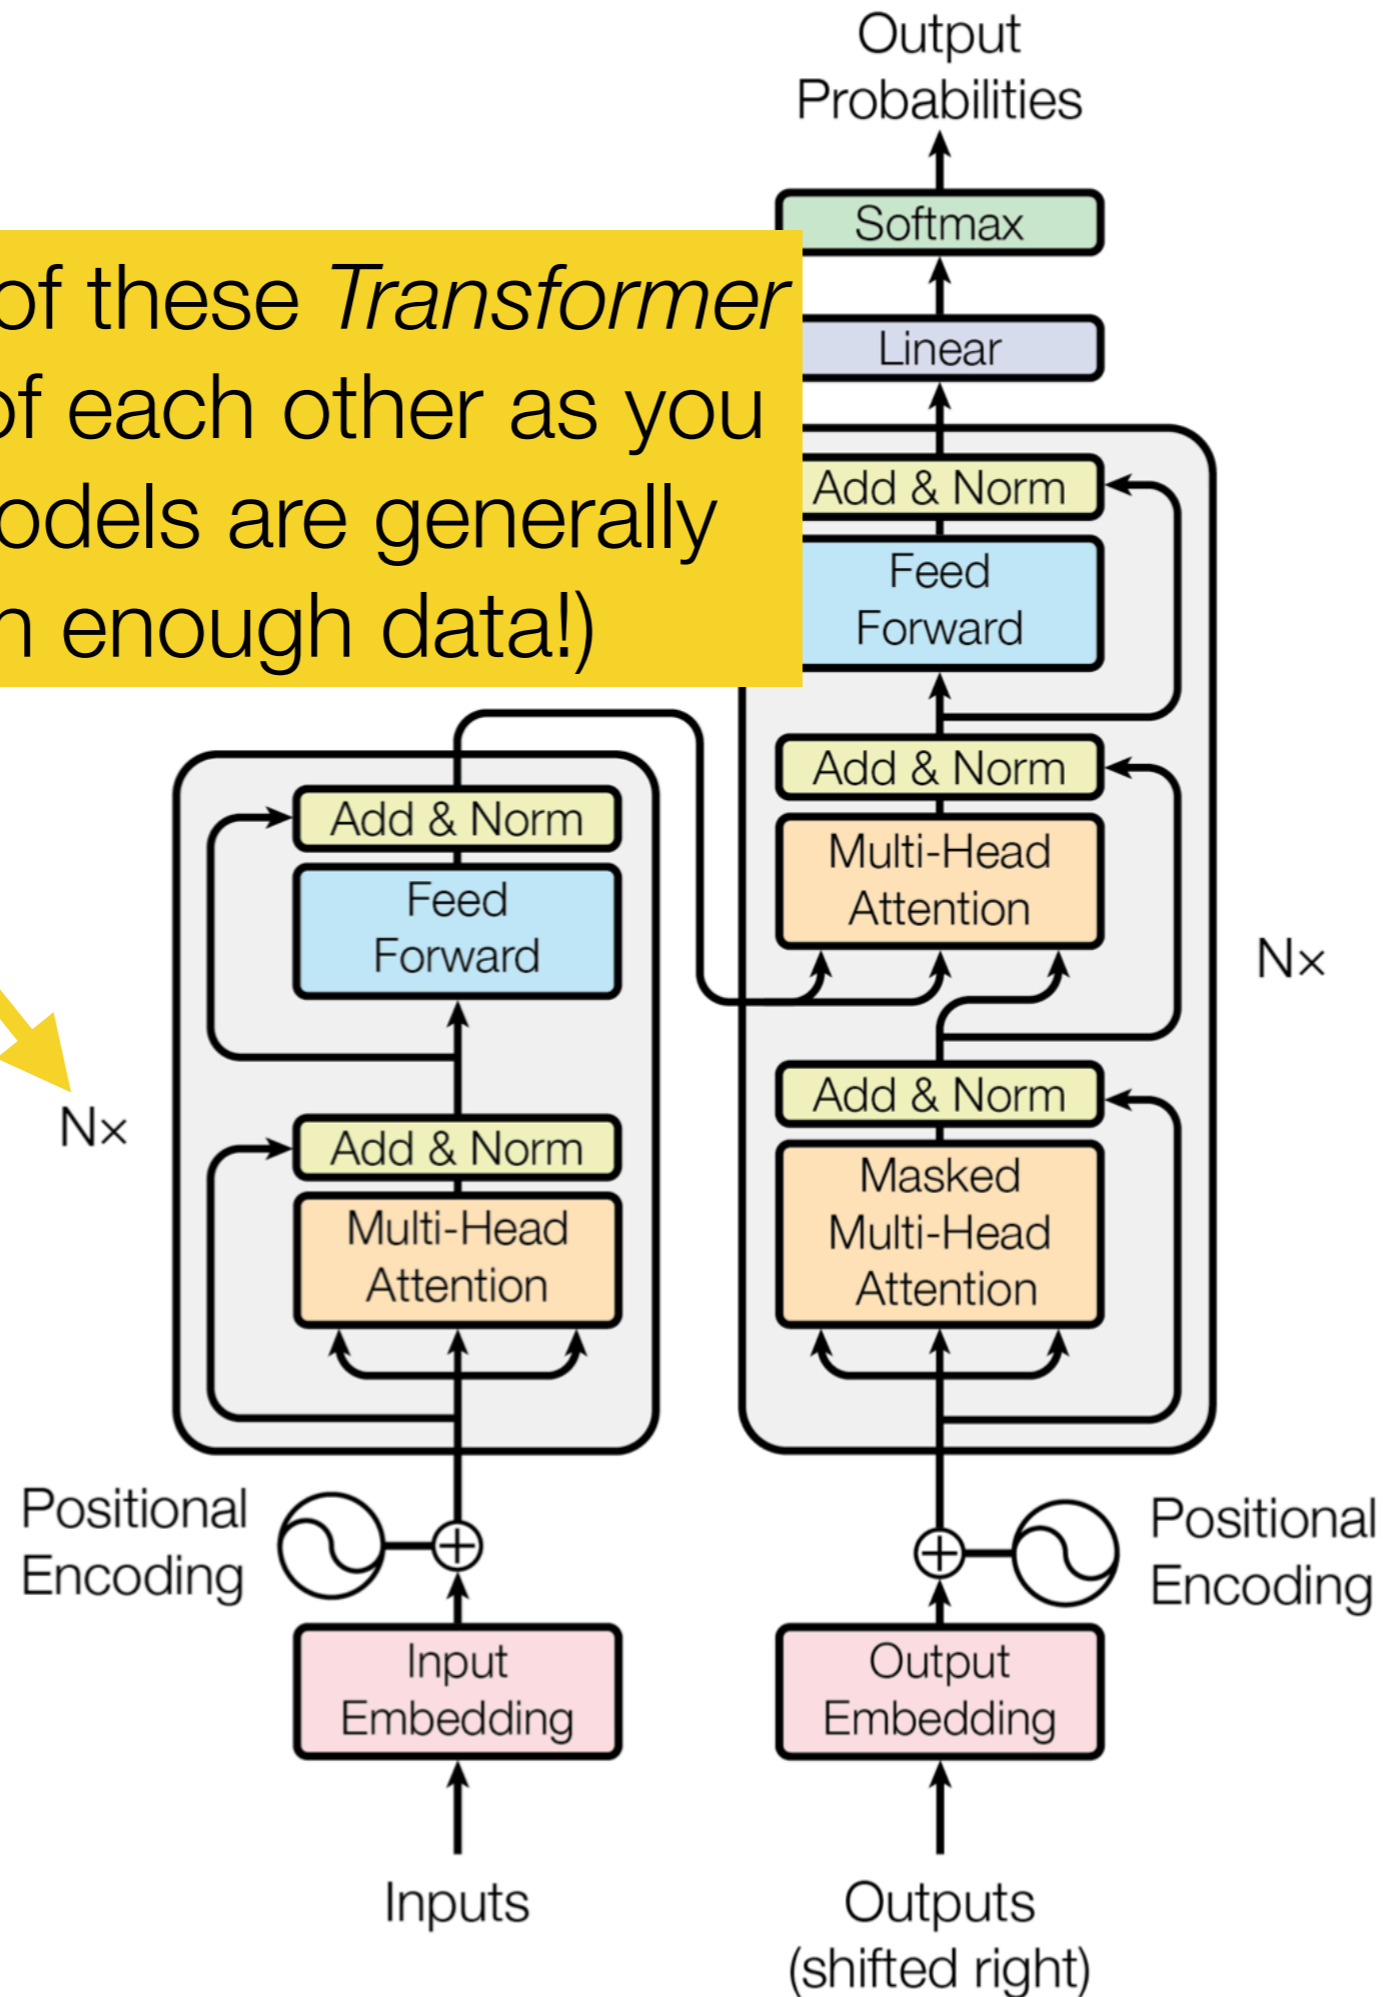 Output
Probabilities
Softmax
of these Transformer
of each other as you
odels are generally
n enough data!)
Linear
Add & Norm
Feed
Forward
Add & Norm
Multi-Head
Attention
Nx
Add & Norm
Masked
Multi-Head
Attention
Add & Norm
Feed
Forward
Nx
Add & Norm
Multi-Head
Attention
Positional
Encoding
Positional
Encoding
Input
Embedding
Output
Embedding
Inputs
Outputs
(shifted right)